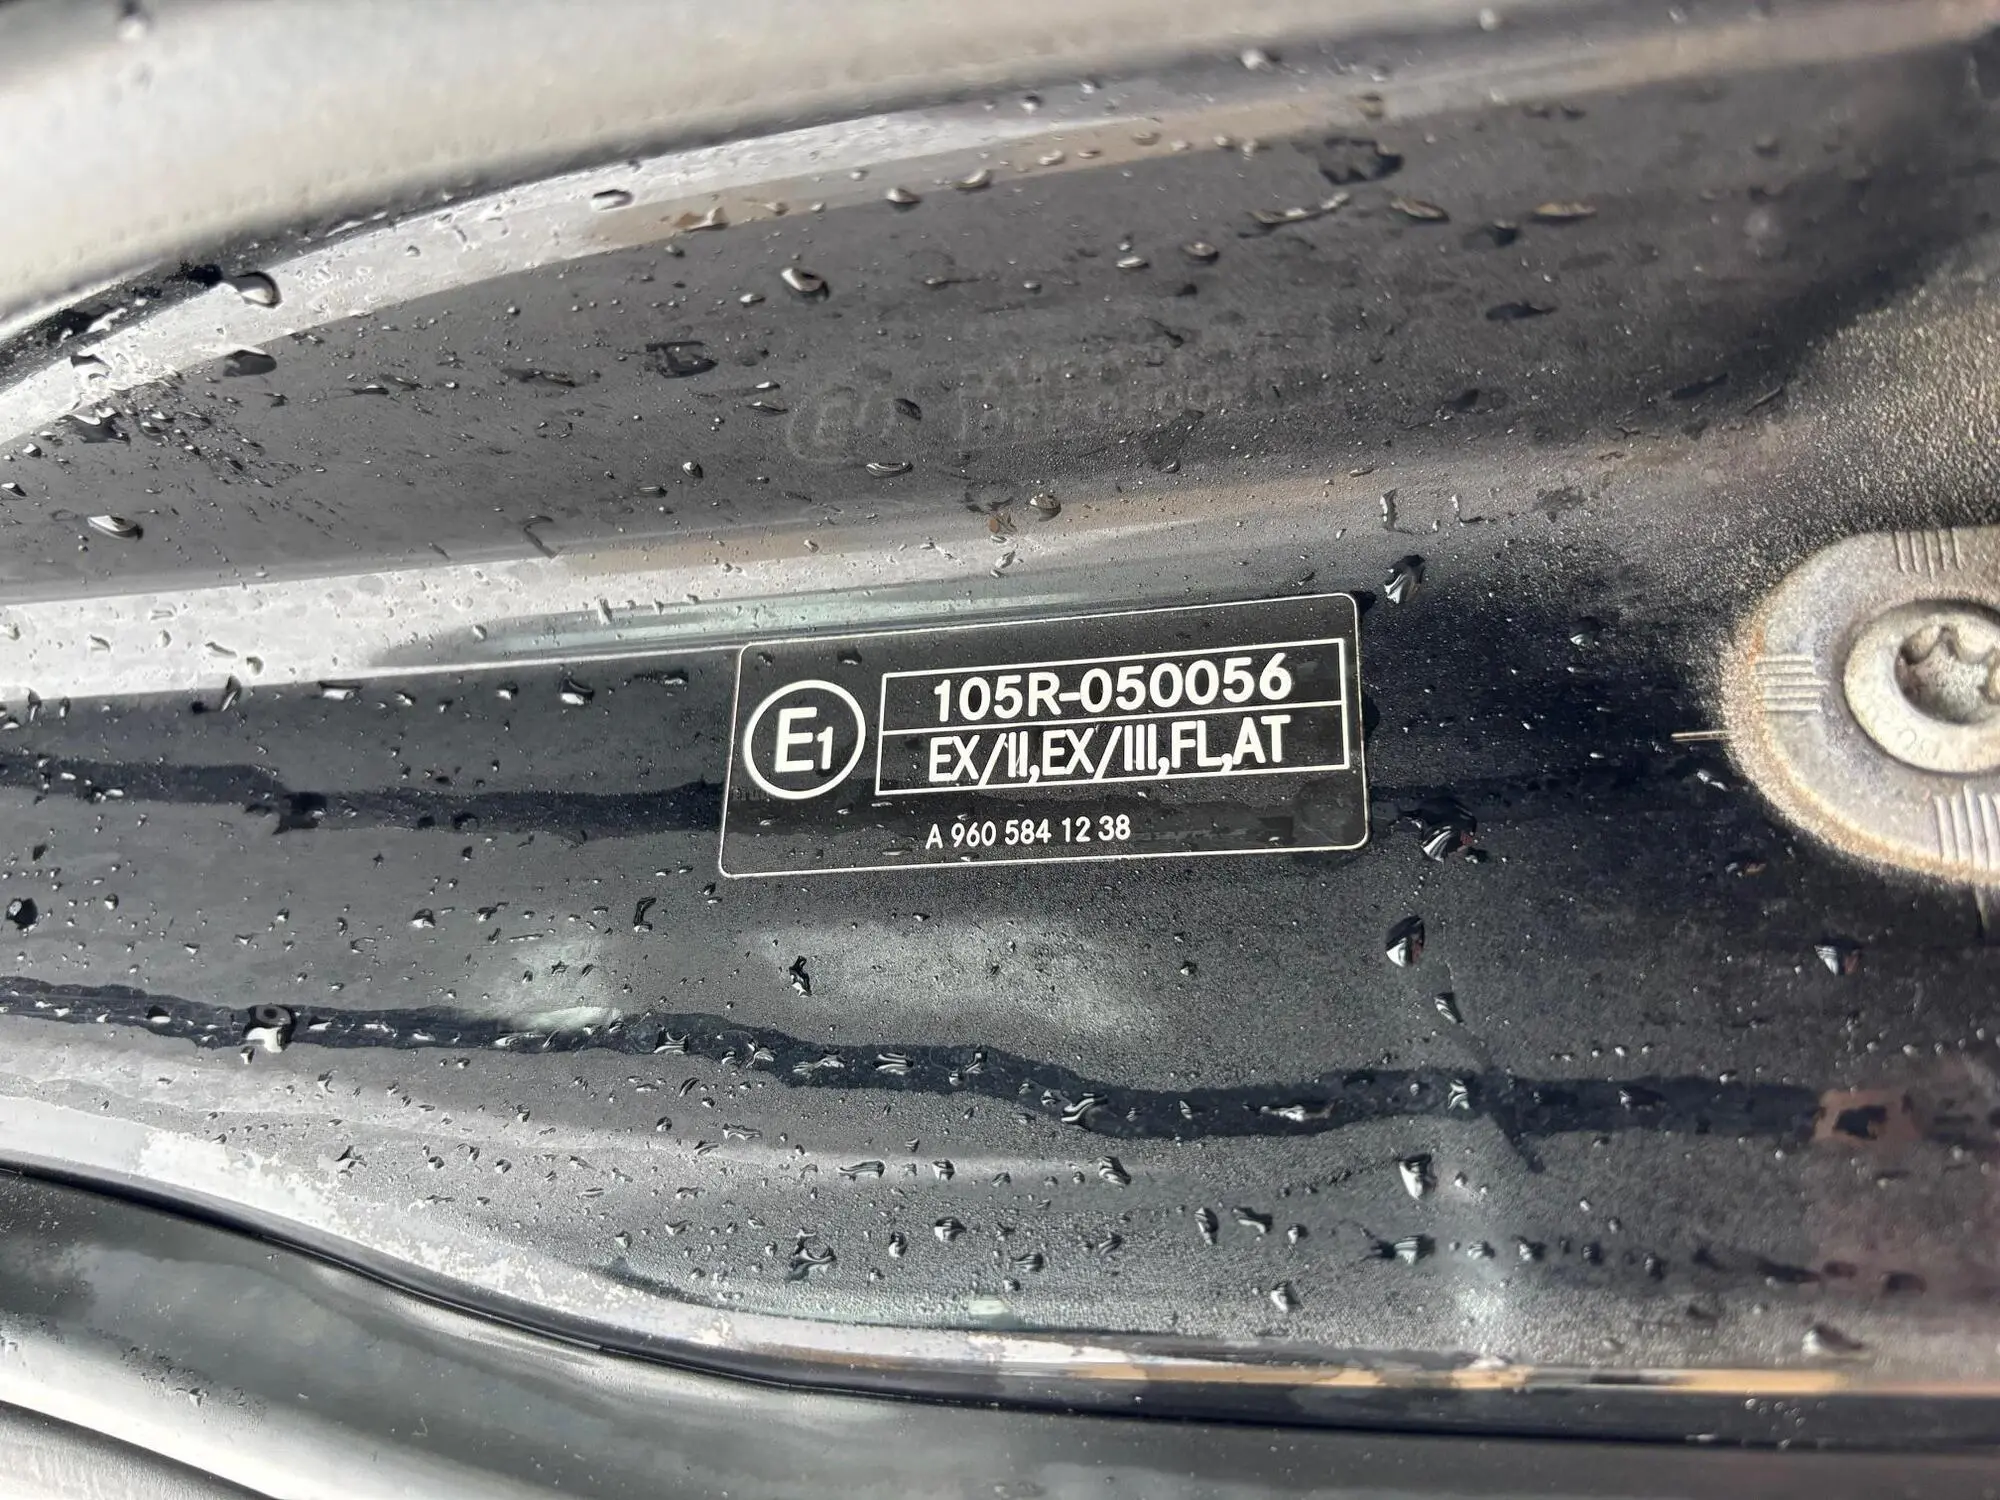 E1
105R-050056
EX/II,EX/III,FL,AT
A 960 584 12 38